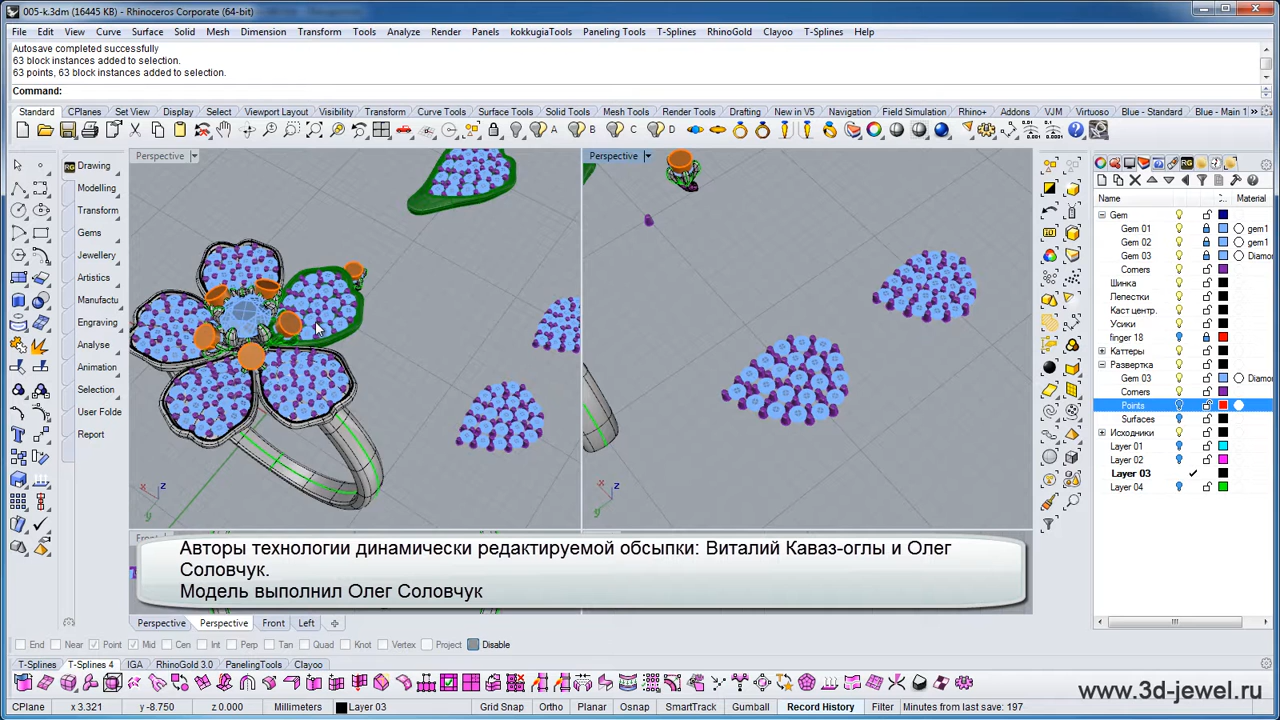 005-k.3dm (16445 KB) - Rhinoceros Corporate (64-bit)
File Edit View Curve Surface Solid Mesh Dimension Transform Tools Analyze Render Panels kokkugiaTools Paneling Tools T-Splines RhinoGold Clayoo T-Splines Help
Autosave completed successfully
63 block instances added to selection.
63 points, 63 block instances added to selection.
Command:
Standard CPlanes Set View Display Select Viewport Layout Visibility Transform Curve Tools Surface Tools Solid Tools Mesh Tools Render Tools Drafting New in V5 Navigation Field Simulation Rhino+ Addons VJM Virtuoso Blue - Standard Blue - Main 1
A B C D
Perspective
Perspective
Drawing
Modelling
Transform
Gems
Jewellery
Artistics
Manufactu
Engraving
Analyse
Animation
Selection
User Folde
Report
Name Material
Gem
Gem 01 gem1
Gem 02 gem1
Gem 03 Diamo
Corners
Шинка
Лепестки
Каст центр.
Усики
finger 18
Каттеры
Развертка
Gem 03 Diamo
Corners
Points
Surfaces
Исходники
Layer 01
Layer 02
Layer 03
Layer 04
Авторы технологии динамически редактируемой обсыпки: Виталий Каваз-оглы и Олег
Соловчук.
Модель выполнил Олег Соловчук
Perspective Perspective Front Left
End Near Point Mid Cen Int Perp Tan Quad Knot Vertex Project Disable
T-Splines T-Splines 4 IGA RhinoGold 3.0 PanelingTools Clayoo
www.3d-jewel.ru
CPlane x 3.321 y -8.750 z Millimeters Layer 03 Grid Snap Ortho Planar Osnap SmartTrack Gumball Record History Filter Minutes from last save: 197